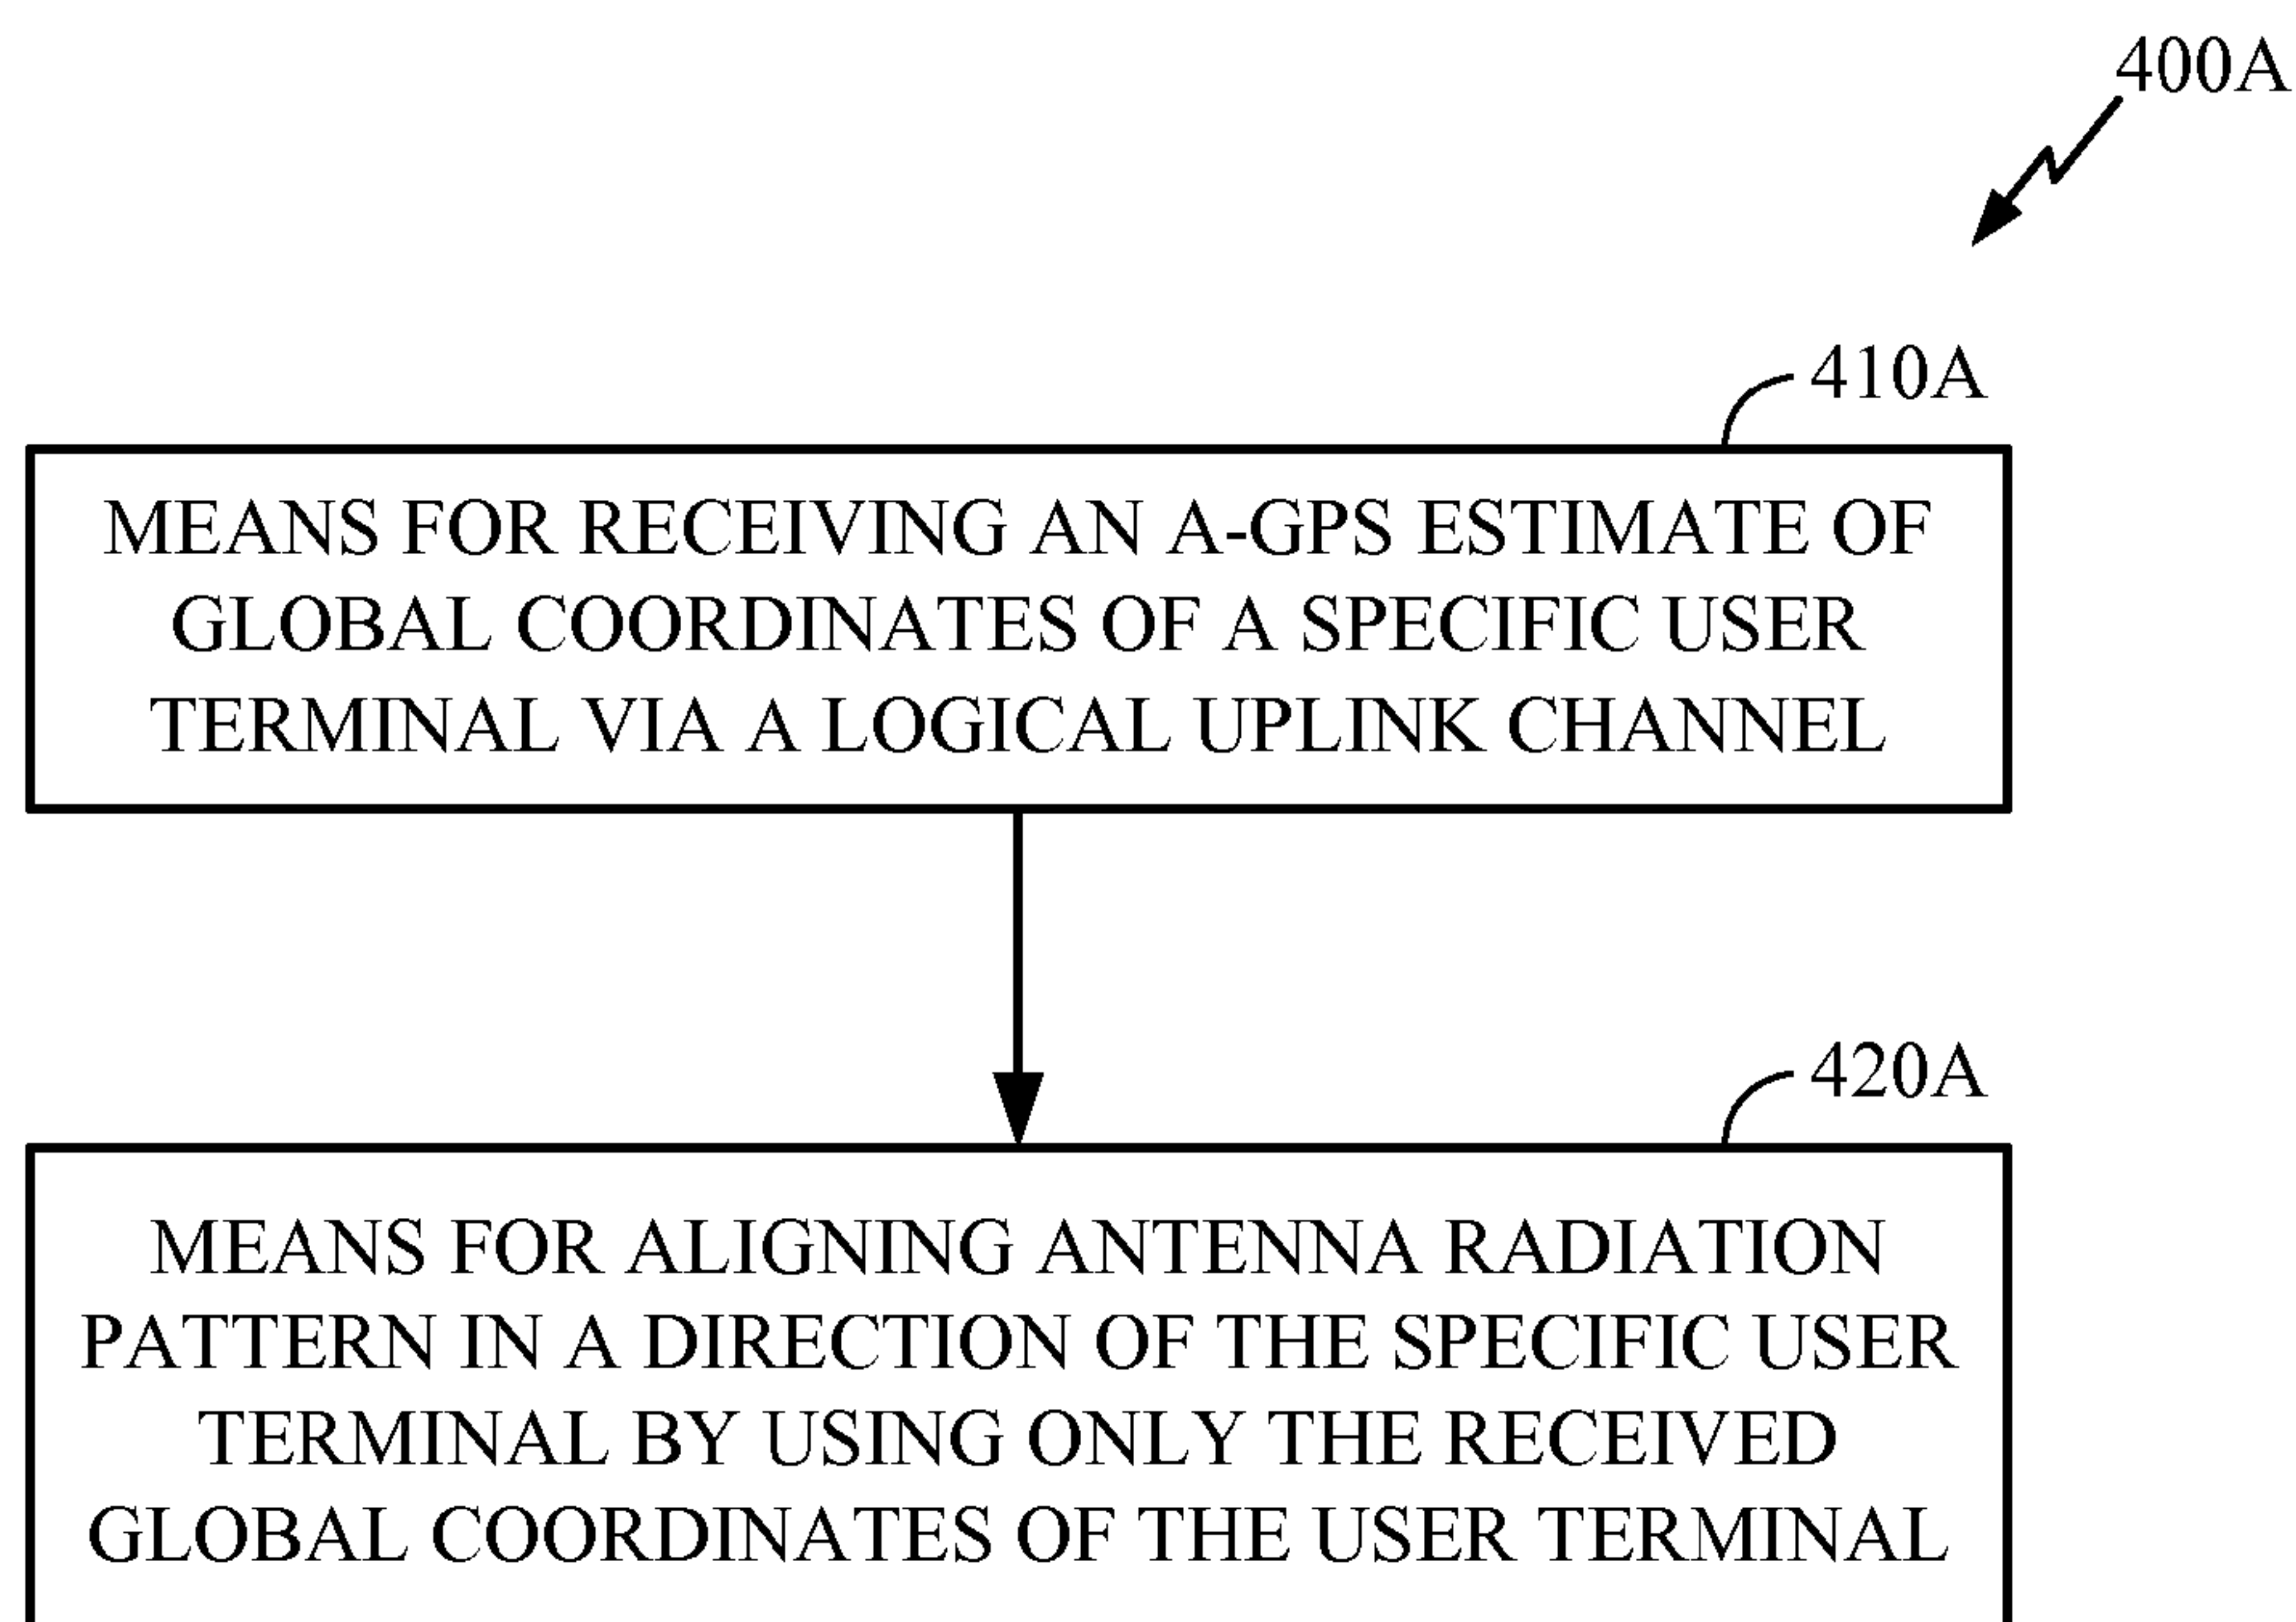 400A
410A
MEANS FOR RECEIVING AN A-GPS ESTIMATE OF
GLOBAL COORDINATES OF A SPECIFIC USER
TERMINAL VIA A LOGICAL UPLINK CHANNEL
420A
MEANS FOR ALIGNING ANTENNA RADIATION
PATTERN IN A DIRECTION OF THE SPECIFIC USER
TERMINAL BY USING ONLY THE RECEIVED
GLOBAL COORDINATES OF THE USER TERMINAL